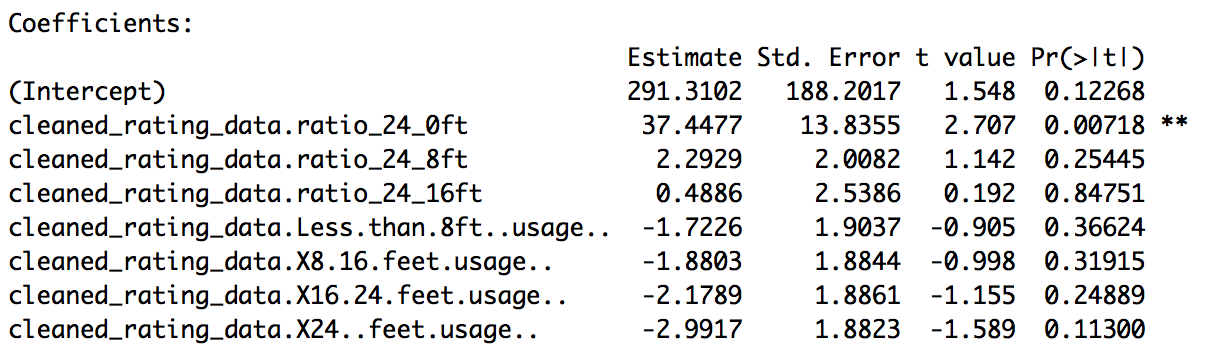 Coefficients:
Estimate Std. Error t value Pr(>|t|)
(Intercept) 291.3102 188.2017 1.548 0.12268
cleaned_rating_data.ratio_24_0ft 37.4477 13.8355 2.707 0.00718 **
cleaned_rating_data.ratio_24_8ft 2.2929 2.0082 1.142 0.25445
cleaned_rating_data.ratio_24_16ft 0.4886 2.5386 0.192 0.84751
cleaned_rating_data.Less.than.8ft..usage.. -1.7226 1.9037 -0.905 0.36624
cleaned_rating_data.X8.16.feet.usage.. -1.8803 1.8844 -0.998 0.31915
cleaned_rating_data.X16.24.feet.usage.. -2.1789 1.8861 -1.155 0.24889
cleaned_rating_data.X24..feet.usage.. -2.9917 1.8823 -1.589 0.11300